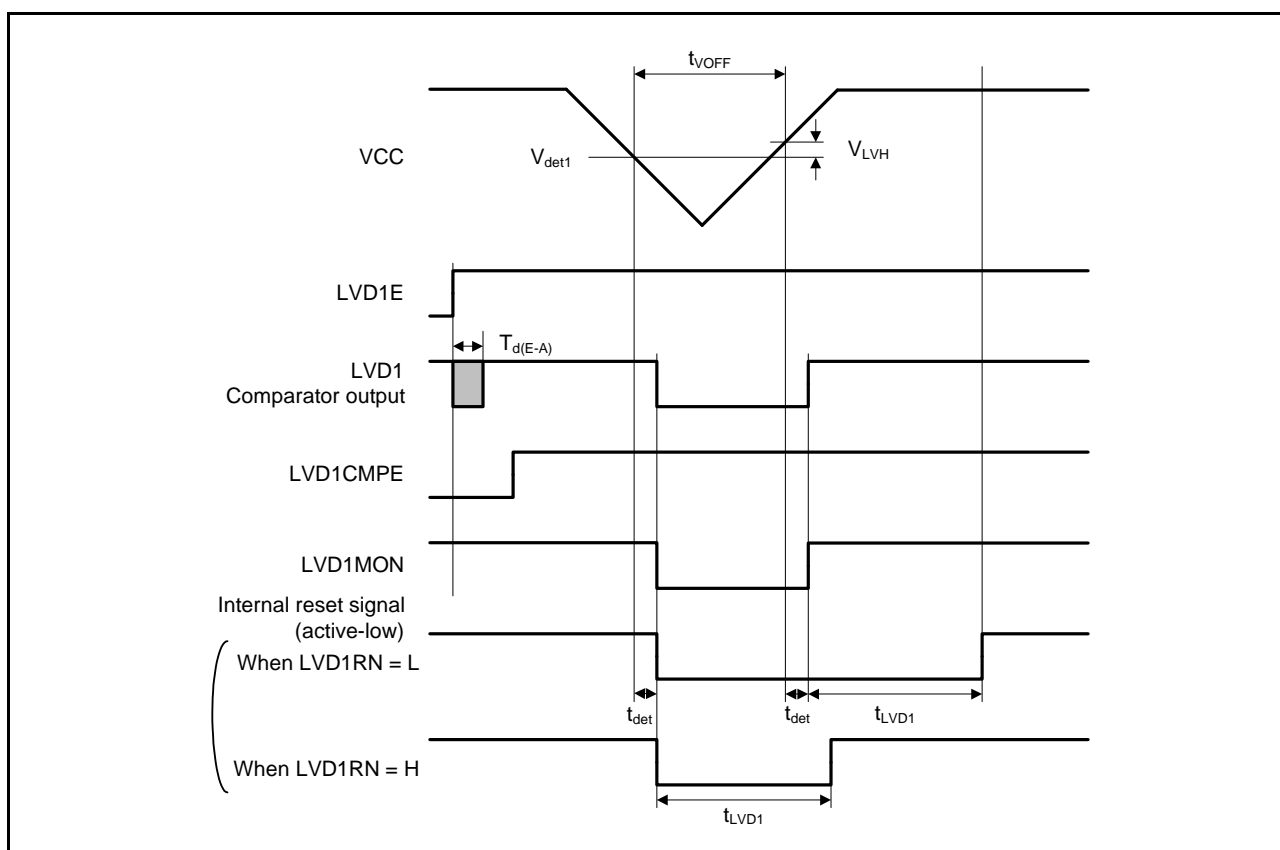 tVOFF
VCC
Vdet1
VLVH
LVD1E
Td(E-A)
LVD1
Comparator output
LVD1CMPE
LVD1MON
Internal reset signal
(active-low)
When LVD1RN = L
tdet
tdet
tLVD1
When LVD1RN = H
tLVD1